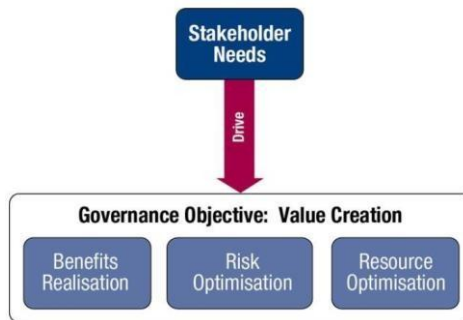 Stakeholder
Needs
Drive
Governance Objective: Value Creation
Benefits
Realisation
Risk
Optimisation
Resource
Optimisation